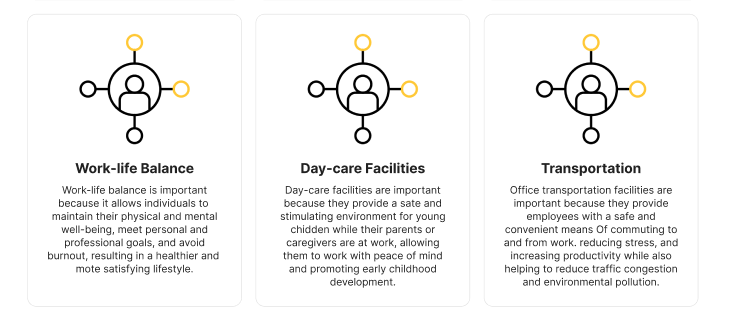 Work-life Balance
Work-life balance is important
because it allows individuals to
maintain their physical and mental
well-being, meet personal and
professional goals, and avoid
burnout, resulting in a healthier and
mote satisfying lifestyle.
Day-care Facilities
Day-care facilities are important
because they provide a sate and
stimulating environment for young
chidden while their parents or
caregivers are at work, allowing
them to work with peace of mind
and promoting early childhood
development.
Transportation
Office transportation facilities are
important because they provide
employees with a safe and
convenient means Of commuting to
and from work. reducing stress, and
increasing productivity while also
helping to reduce traffic congestion
and environmental pollution.